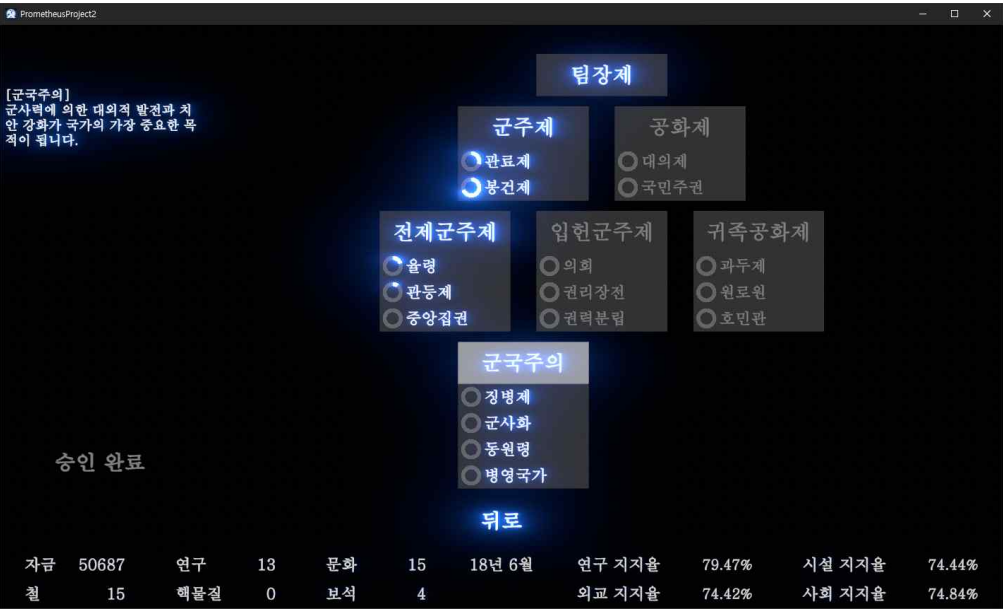 PrometheusProject2
팀장제
[군국주의]
군사력에 의한 대외적 발전과 치
안 강화가 국가의 가장 중요한 목
적이 됩니다.
군주제
관료제
봉건제
공화제
대의제
국민주권
전제군주제
율령
관등제
중앙집권
입헌군주제
의회
권리장전
권력분립
귀족공화제
과두제
원로원
호민관
군국주의
징병제
군사화
동원령
병영국가
승인 완료
뒤로
자금 50687 연구 13 문화 15 18년 6월 연구 지지율 79.47% 시설 지지율 74.44%
철 15 핵물질 0 보석 4 외교 지지율 74.42% 사회 지지율 74.84%